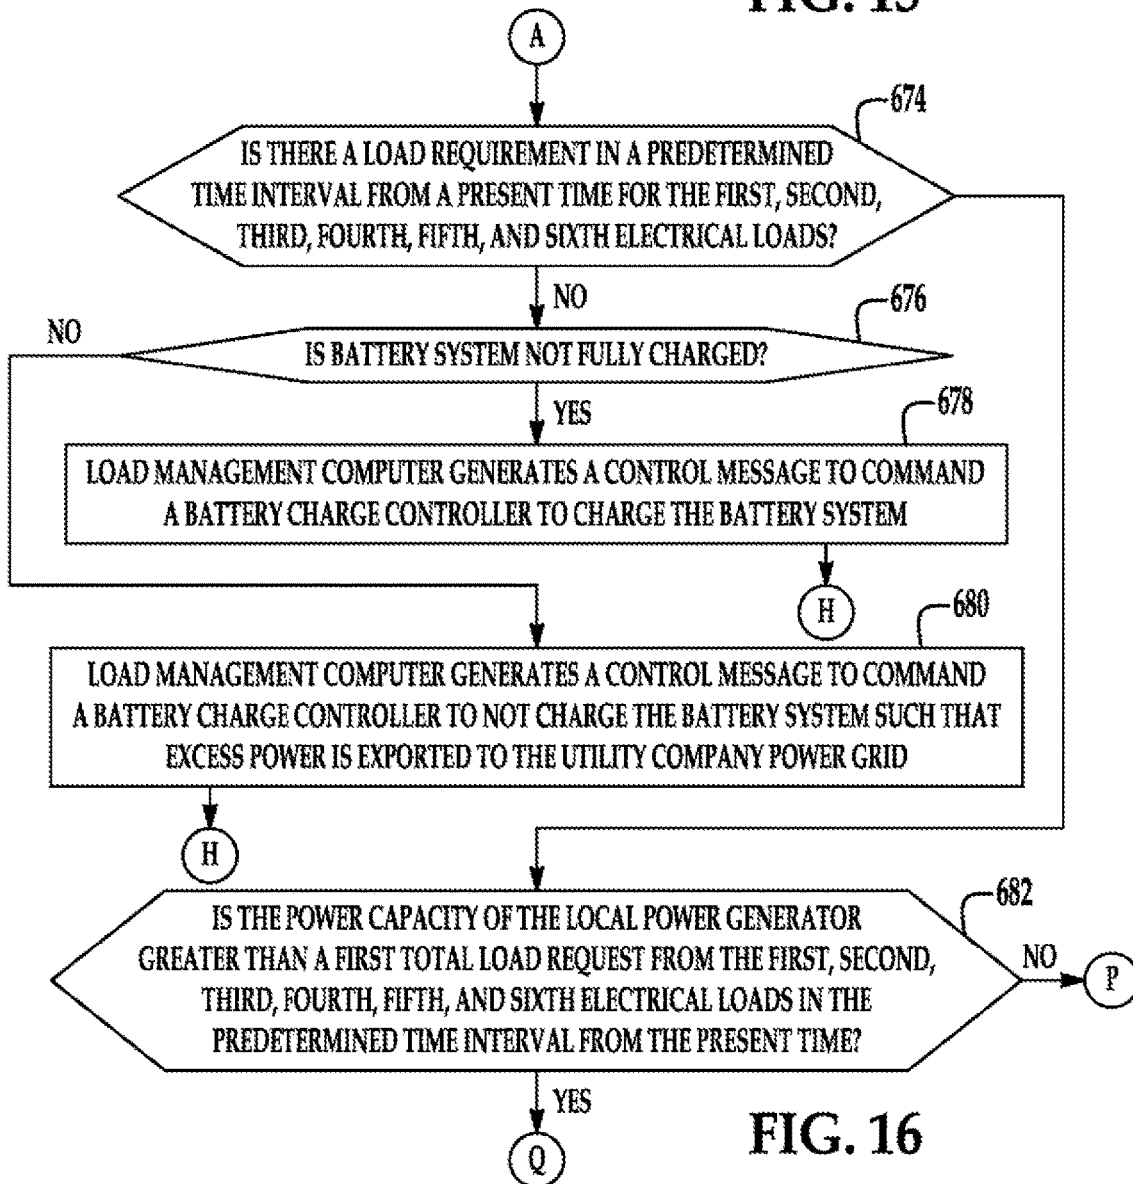 FIG. 15
A
674
IS THERE A LOAD REQUIREMENT IN A PREDETERMINED
TIME INTERVAL FROM A PRESENT TIME FOR THE FIRST, SECOND,
THIRD, FOURTH, FIFTH, AND SIXTH ELECTRICAL LOADS?
NO
676
NO
IS BATTERY SYSTEM NOT FULLY CHARGED?
YES
678
LOAD MANAGEMENT COMPUTER GENERATES A CONTROL MESSAGE TO COMMAND
A BATTERY CHARGE CONTROLLER TO CHARGE THE BATTERY SYSTEM
H
680
LOAD MANAGEMENT COMPUTER GENERATES A CONTROL MESSAGE TO COMMAND
A BATTERY CHARGE CONTROLLER TO NOT CHARGE THE BATTERY SYSTEM SUCH THAT
EXCESS POWER IS EXPORTED TO THE UTILITY COMPANY POWER GRID
H
682
IS THE POWER CAPACITY OF THE LOCAL POWER GENERATOR
GREATER THAN A FIRST TOTAL LOAD REQUEST FROM THE FIRST, SECOND,
THIRD, FOURTH, FIFTH, AND SIXTH ELECTRICAL LOADS IN THE
PREDETERMINED TIME INTERVAL FROM THE PRESENT TIME?
NO
P
YES
Q
FIG. 16